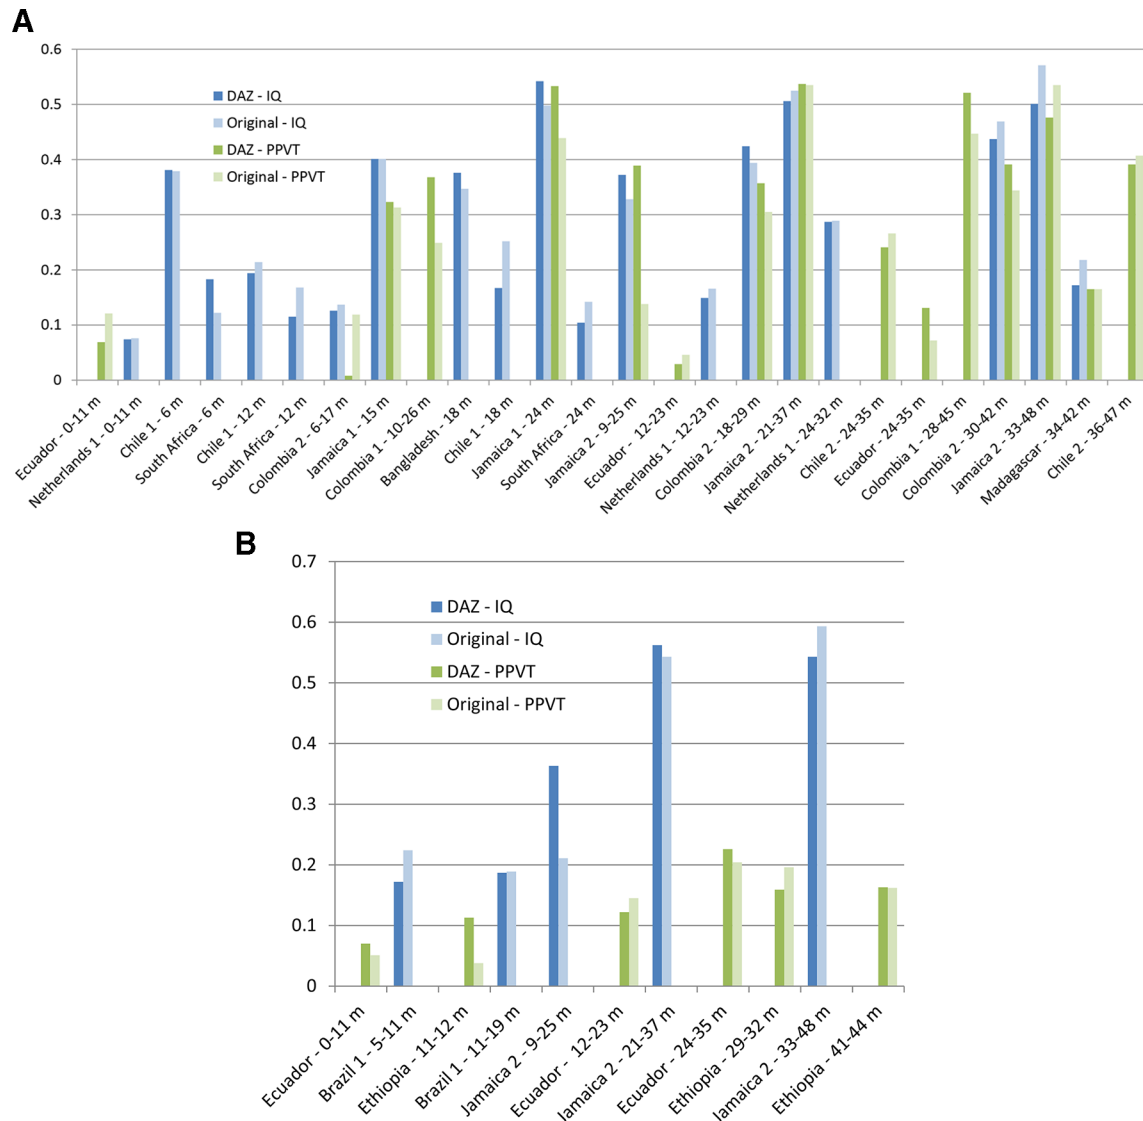 A
0.6
0.5
0.4
0.3
0.2
0.1
0
DAZ - IQ
Original - IQ
DAZ - PPVT
Original - PPVT
Ecuador - 0-11 m
Netherlands 1 - 0-11 m
Chile 1 - 6 m
South Africa - 6 m
Chile 1 - 12 m
South Africa - 12 m
Colombia 2 - 6-17 m
Jamaica 1 - 15 m
Colombia 1 - 10-26 m
Bangladesh - 18 m
Chile 1 - 18 m
Jamaica 1 - 24 m
South Africa - 24 m
Jamaica 2 - 9-25 m
Ecuador - 12-23 m
Netherlands 1 - 12-23 m
Colombia 2 - 18-29 m
Jamaica 2 - 21-37 m
Netherlands 1 - 24-32 m
Chile 2 - 24-35 m
Ecuador - 24-35 m
Colombia 1 - 28-45 m
Colombia 2 - 30-42 m
Jamaica 2 - 33-48 m
Madagascar - 34-42 m
Chile 2 - 36-47 m
B
0.7
0.6
0.5
0.4
0.3
0.2
0.1
0
DAZ - IQ
Original - IQ
DAZ - PPVT
Original - PPVT
Ecuador - 0-11 m
Brazil 1 - 5-11 m
Ethiopia - 11-12 m
Brazil 1 - 11-19 m
Jamaica 2 - 9-25 m
Ecuador - 12-23 m
Jamaica 2 - 21-37 m
Ecuador - 24-35 m
Ethiopia - 29-32 m
Jamaica 2 - 33-48 m
Ethiopia - 41-44 m